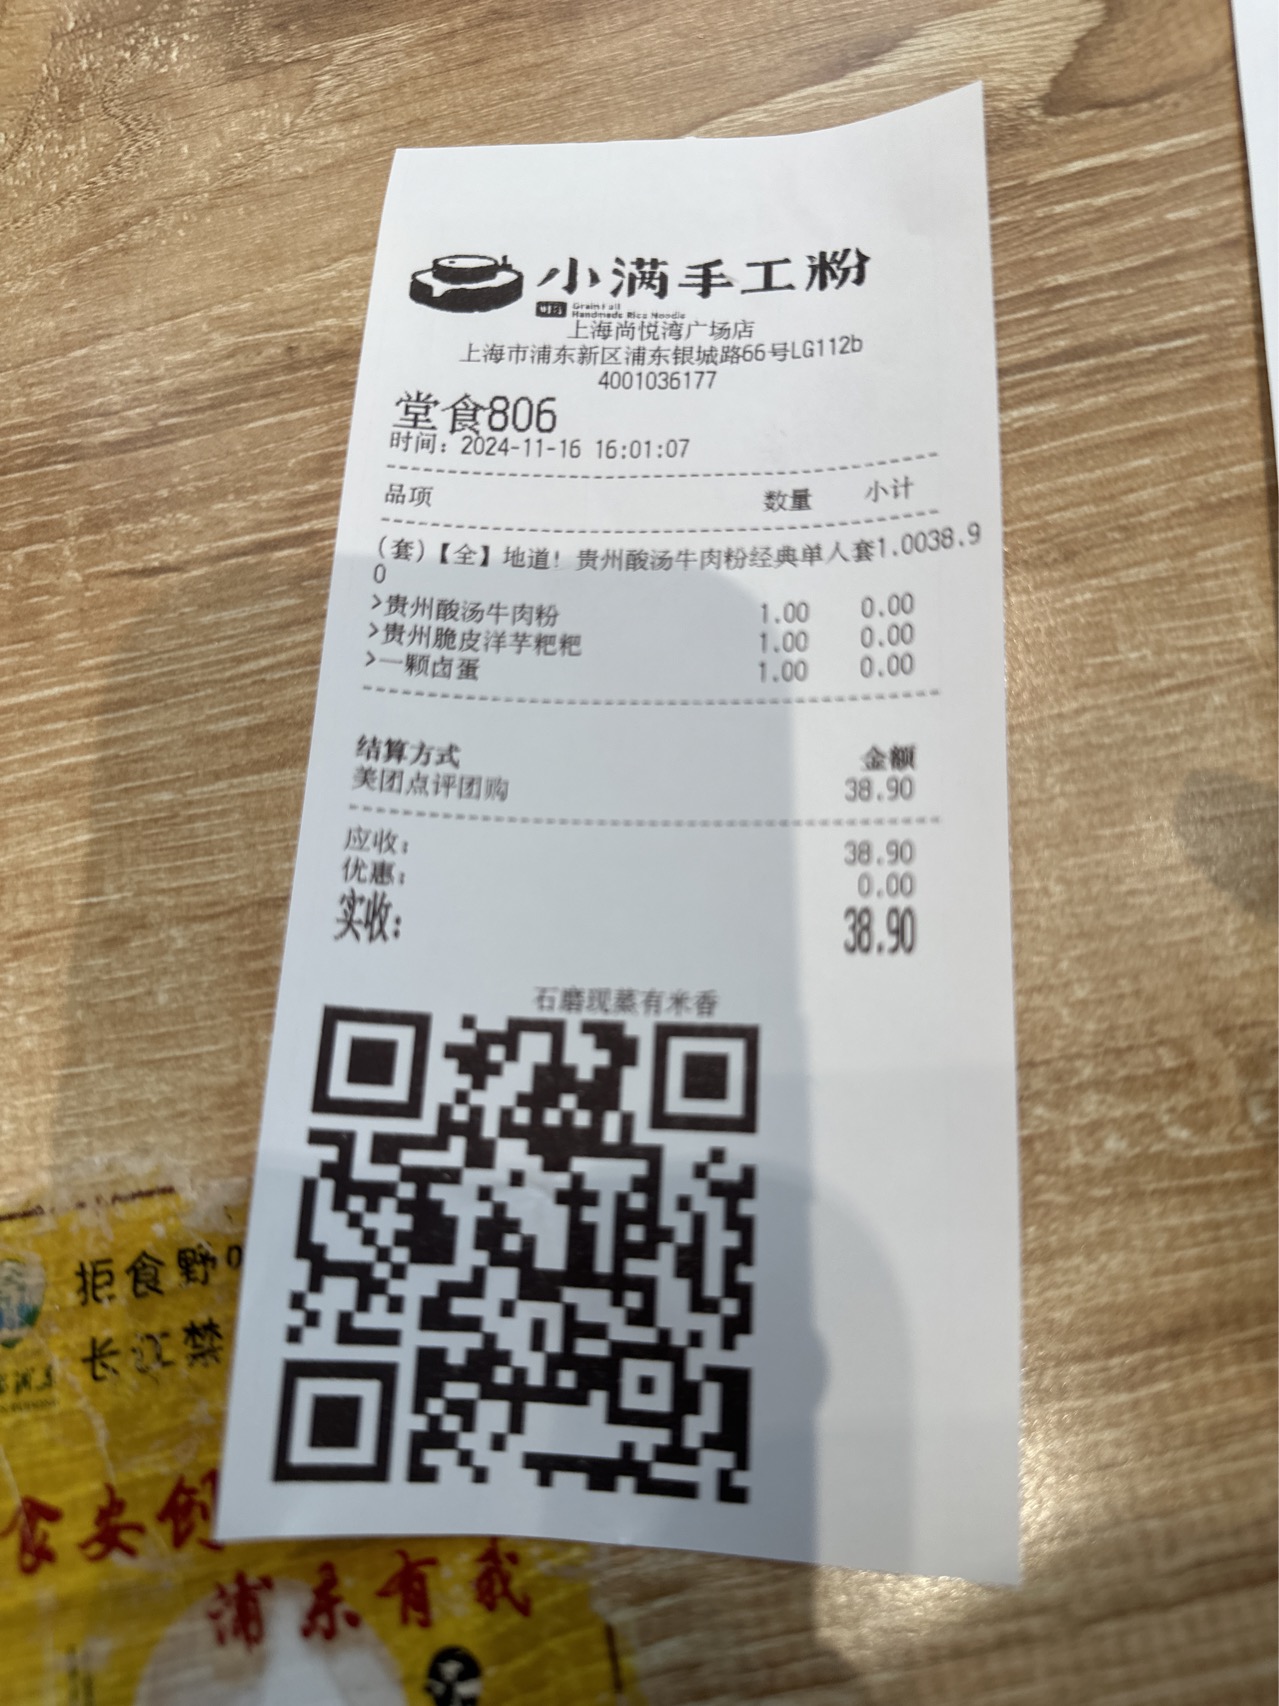 小满手工粉
Grain Full
Handmade Rice Noodle
上海尚悦湾广场店
上海市浦东新区浦东银城路66号LG112b
4001036177
堂食806
时间：2024-11-16 16:01:07
品项 数量 小计
（套）【全】地道！贵州酸汤牛肉粉经典单人套1.0038.9
0
>贵州酸汤牛肉粉 1.00 0.00
>贵州脆皮洋芋粑粑 1.00 0.00
>一颗卤蛋 1.00 0.00
结算方式 金额
美团点评团购 38.90
应收： 38.90
优惠： 0.00
实收： 38.90
石磨现蒸有米香
拒食野
长江禁
食安
浦东有我